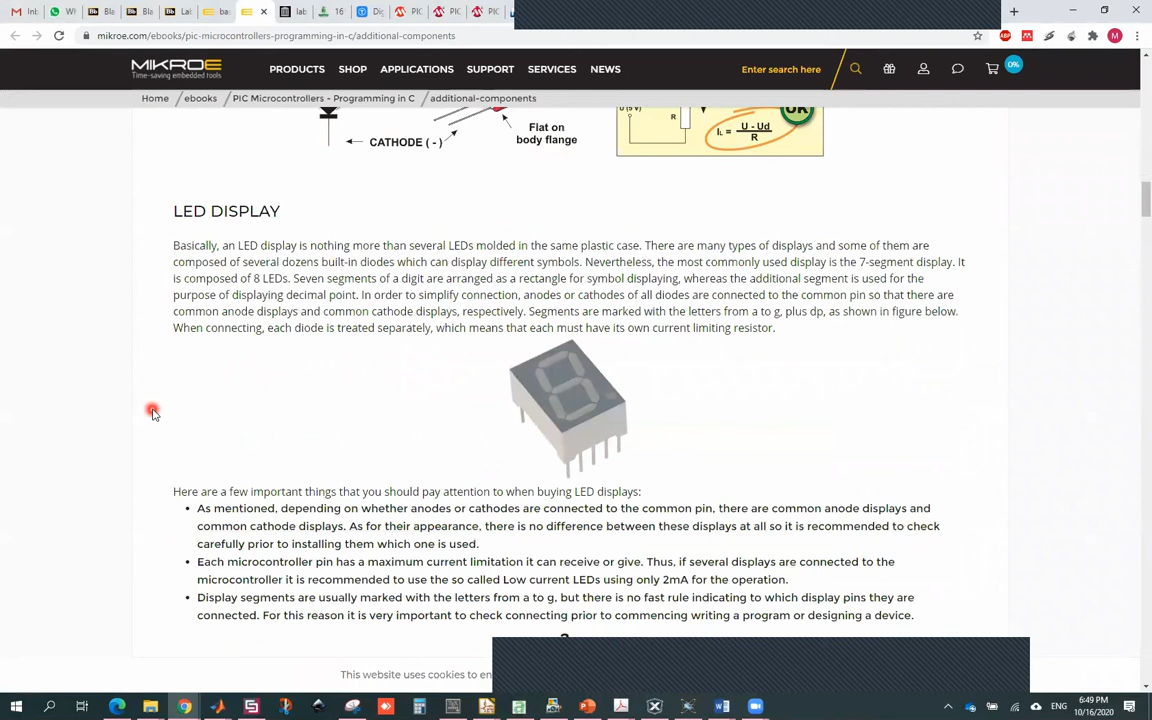 Inb
Wh
Bla
Bla
Lab
ba:
lab
16
Dig
PIC
PIC
PIC
mikroe.com/ebooks/pic-microcontrollers-programming-in-c/additional-components
ABP
M
MIKROE
Time-saving embedded tools
PRODUCTS SHOP APPLICATIONS SUPPORT SERVICES NEWS
Enter search here
0%
Home / ebooks / PIC Microcontrollers - Programming in C / additional-components
CATHODE ( - )
Flat on
body flange
U (5 V)
R
OK
IL = U - Ud
R
LED DISPLAY
Basically, an LED display is nothing more than several LEDs molded in the same plastic case. There are many types of displays and some of them are
composed of several dozens built-in diodes which can display different symbols. Nevertheless, the most commonly used display is the 7-segment display. It
is composed of 8 LEDs. Seven segments of a digit are arranged as a rectangle for symbol displaying, whereas the additional segment is used for the
purpose of displaying decimal point. In order to simplify connection, anodes or cathodes of all diodes are connected to the common pin so that there are
common anode displays and common cathode displays, respectively. Segments are marked with the letters from a to g, plus dp, as shown in figure below.
When connecting, each diode is treated separately, which means that each must have its own current limiting resistor.
Here are a few important things that you should pay attention to when buying LED displays:
• As mentioned, depending on whether anodes or cathodes are connected to the common pin, there are common anode displays and
common cathode displays. As for their appearance, there is no difference between these displays at all so it is recommended to check
carefully prior to installing them which one is used.
• Each microcontroller pin has a maximum current limitation it can receive or give. Thus, if several displays are connected to the
microcontroller it is recommended to use the so called Low current LEDs using only 2mA for the operation.
• Display segments are usually marked with the letters from a to g, but there is no fast rule indicating to which display pins they are
connected. For this reason it is very important to check connecting prior to commencing writing a program or designing a device.
This website uses cookies to en
ENG
6:49 PM
10/16/2020